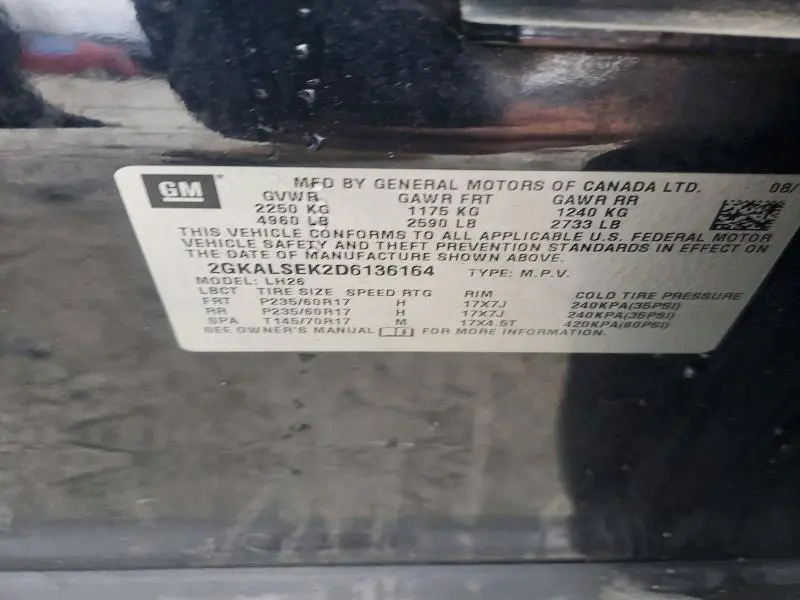 GM
MFD BY GENERAL MOTORS OF CANADA LTD. 08/
GVWR GAWR FRT GAWR RR
2250 KG 1175 KG 1240 KG
4960 LB 2590 LB 2733 LB
THIS VEHICLE CONFORMS TO ALL APPLICABLE U.S. FEDERAL MOTOR
VEHICLE SAFETY AND THEFT PREVENTION STANDARDS IN EFFECT ON
THE DATE OF MANUFACTURE SHOWN ABOVE.
2GKALSEK2D6136164 TYPE: M.P.V.
MODEL: LH26
LBCT TIRE SIZE SPEED RTG RIM COLD TIRE PRESSURE
FRT P235/60R17 H 17X7J 240KPA(35PSI)
RR P235/60R17 H 17X7J 240KPA(35PSI)
SPA T145/70R17 M 17X4.5T 420KPA(60PSI)
SEE OWNER'S MANUAL FOR MORE INFORMATION.